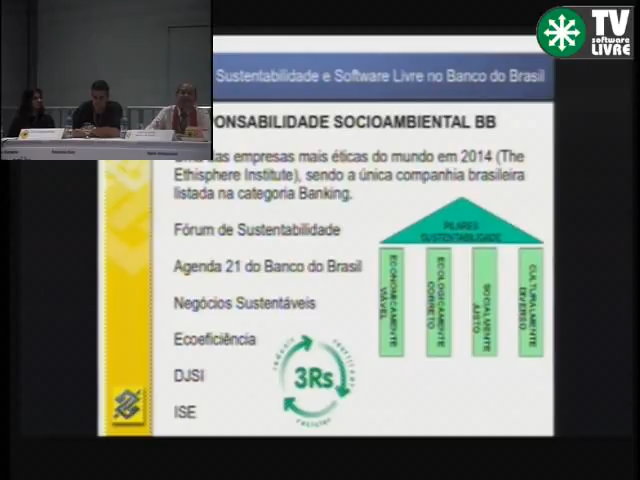 TV
software
LIVRE
Sustentabilidade e Software Livre no Banco do Brasil
PONSABILIDADE SOCIOAMBIENTAL BB
das empresas mais éticas do mundo em 2014 (The
Ethisphere Institute), sendo a única companhia brasileira
listada na categoria Banking.
Fórum de Sustentabilidade
Agenda 21 do Banco do Brasil
Negócios Sustentáveis
Ecoeficiência
DJSI
ISE
PILARES
SUSTENTABILIDADE
ECONOMICAMENTE
VIÁVEL
ECOLOGICAMENTE
CORRETO
SOCIALMENTE
JUSTO
CULTURALMENTE
DIVERSO
reduzir
reutilizar
3Rs
reciclar